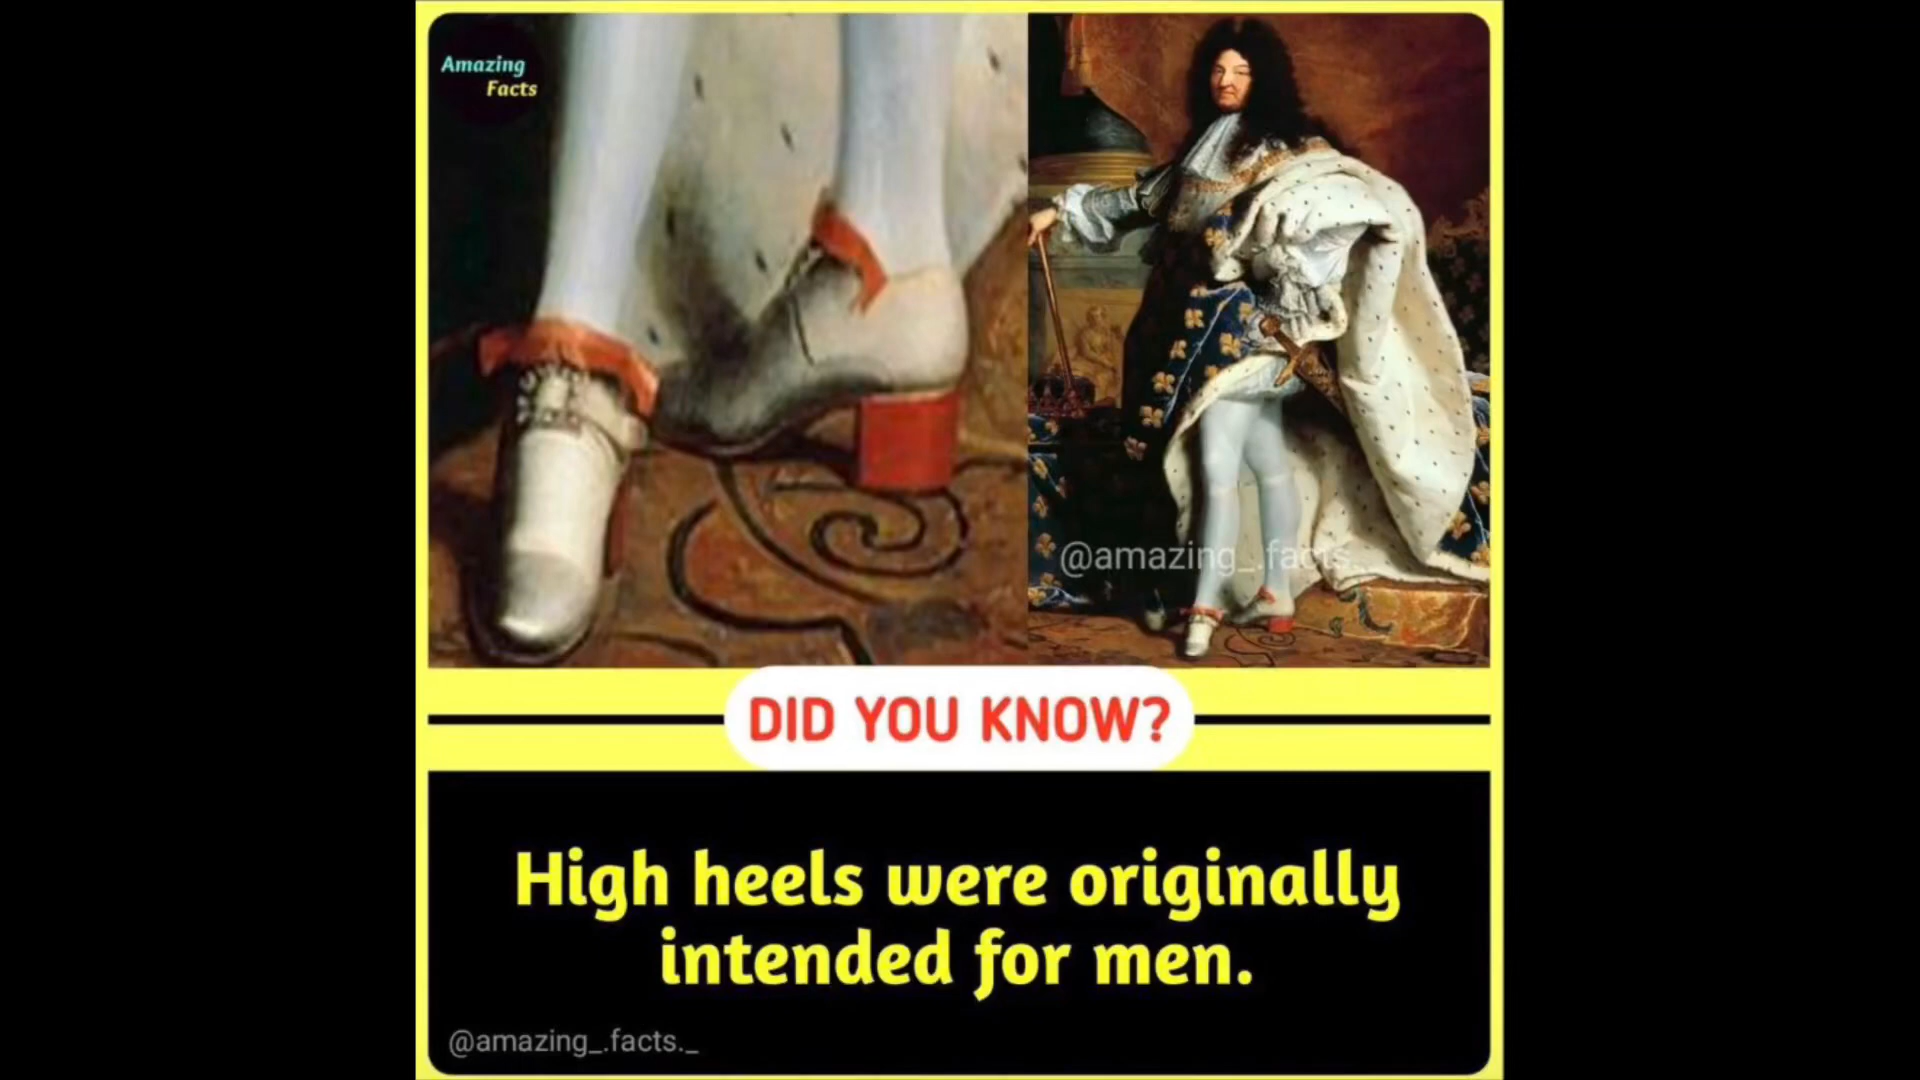 Amazing
Facts
@amazing_.facts._
DID YOU KNOW?
High heels were originally
intended for men.
@amazing_.facts._